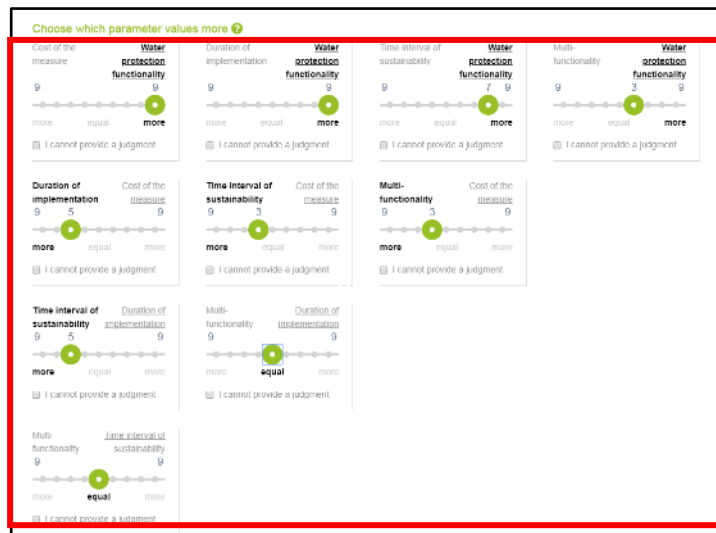 Choose which parameter values more ?
Cost of the measure Water protection functionality
9 9
more equal more
I cannot provide a judgment
Duration of implementation Water protection functionality
9 9
more equal more
I cannot provide a judgment
Time interval of sustainability Water protection functionality
9 7 9
more equal more
I cannot provide a judgment
Multi-functionality Water protection functionality
9 3 9
more equal more
I cannot provide a judgment
Duration of implementation Cost of the measure
9 5 9
more equal more
I cannot provide a judgment
Time interval of sustainability Cost of the measure
9 3 9
more equal more
I cannot provide a judgment
Multi-functionality Cost of the measure
9 3 9
more equal more
I cannot provide a judgment
Time interval of sustainability Duration of implementation
9 5 9
more equal more
I cannot provide a judgment
Multi-functionality Duration of implementation
9 9
more equal more
I cannot provide a judgment
Multi-functionality Time interval of sustainability
9 9
more equal more
I cannot provide a judgment